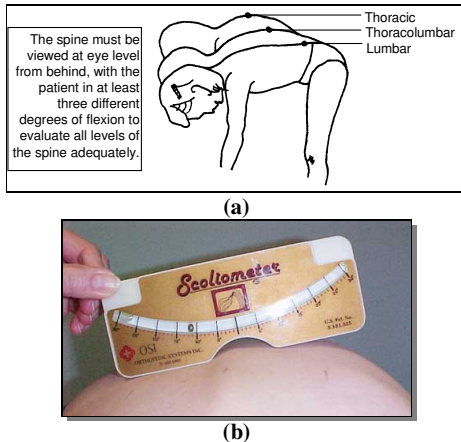 The spine must be
viewed at eye level
from behind, with the
patient in at least
three different
degrees of flexion to
evaluate all levels of
the spine adequately.
Thoracic
Thoracolumbar
Lumbar
(a)
Scoliometer
OSI
ORTHOPEDIC SYSTEMS INC.
(b)